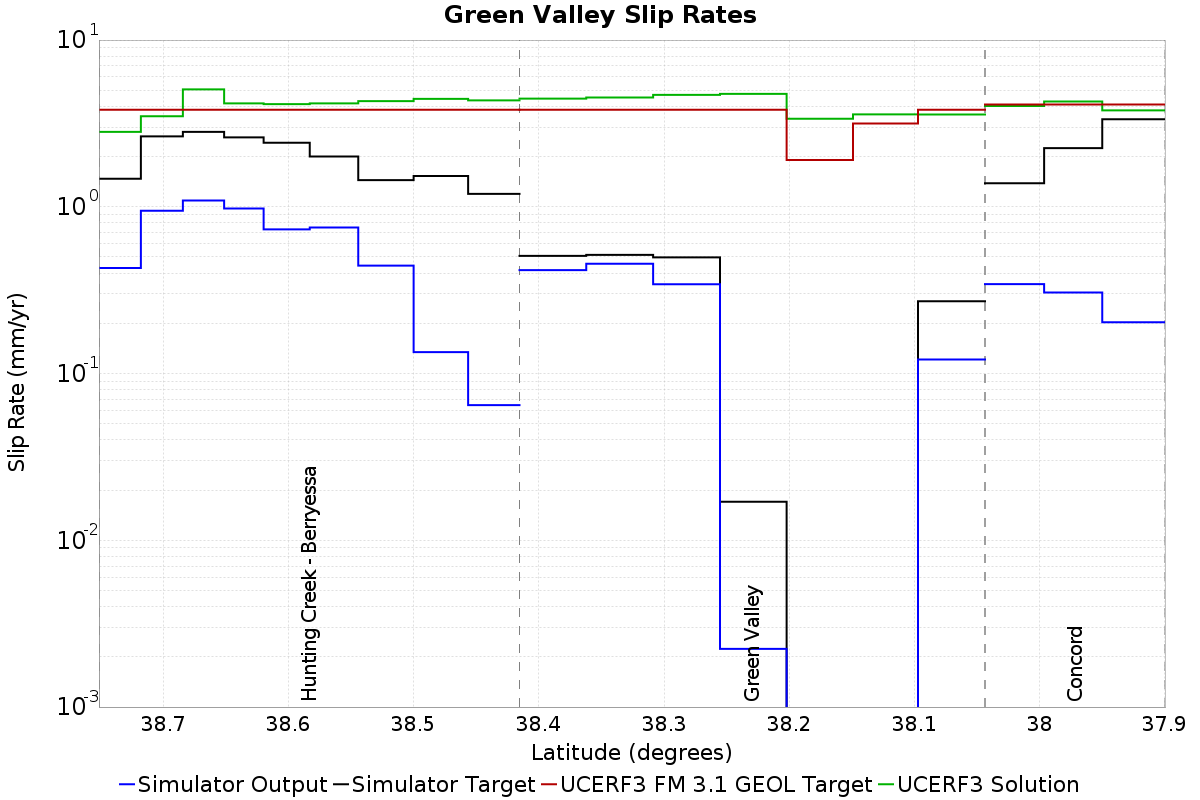 Green Valley Slip Rates
Slip Rate (mm/yr)
10^1
10^0
10^-1
10^-2
10^-3
Hunting Creek - Berryessa
Green Valley
Concord
38.7 38.6 38.5 38.4 38.3 38.2 38.1 38 37.9
Latitude (degrees)
Simulator Output Simulator Target UCERF3 FM 3.1 GEOL Target UCERF3 Solution